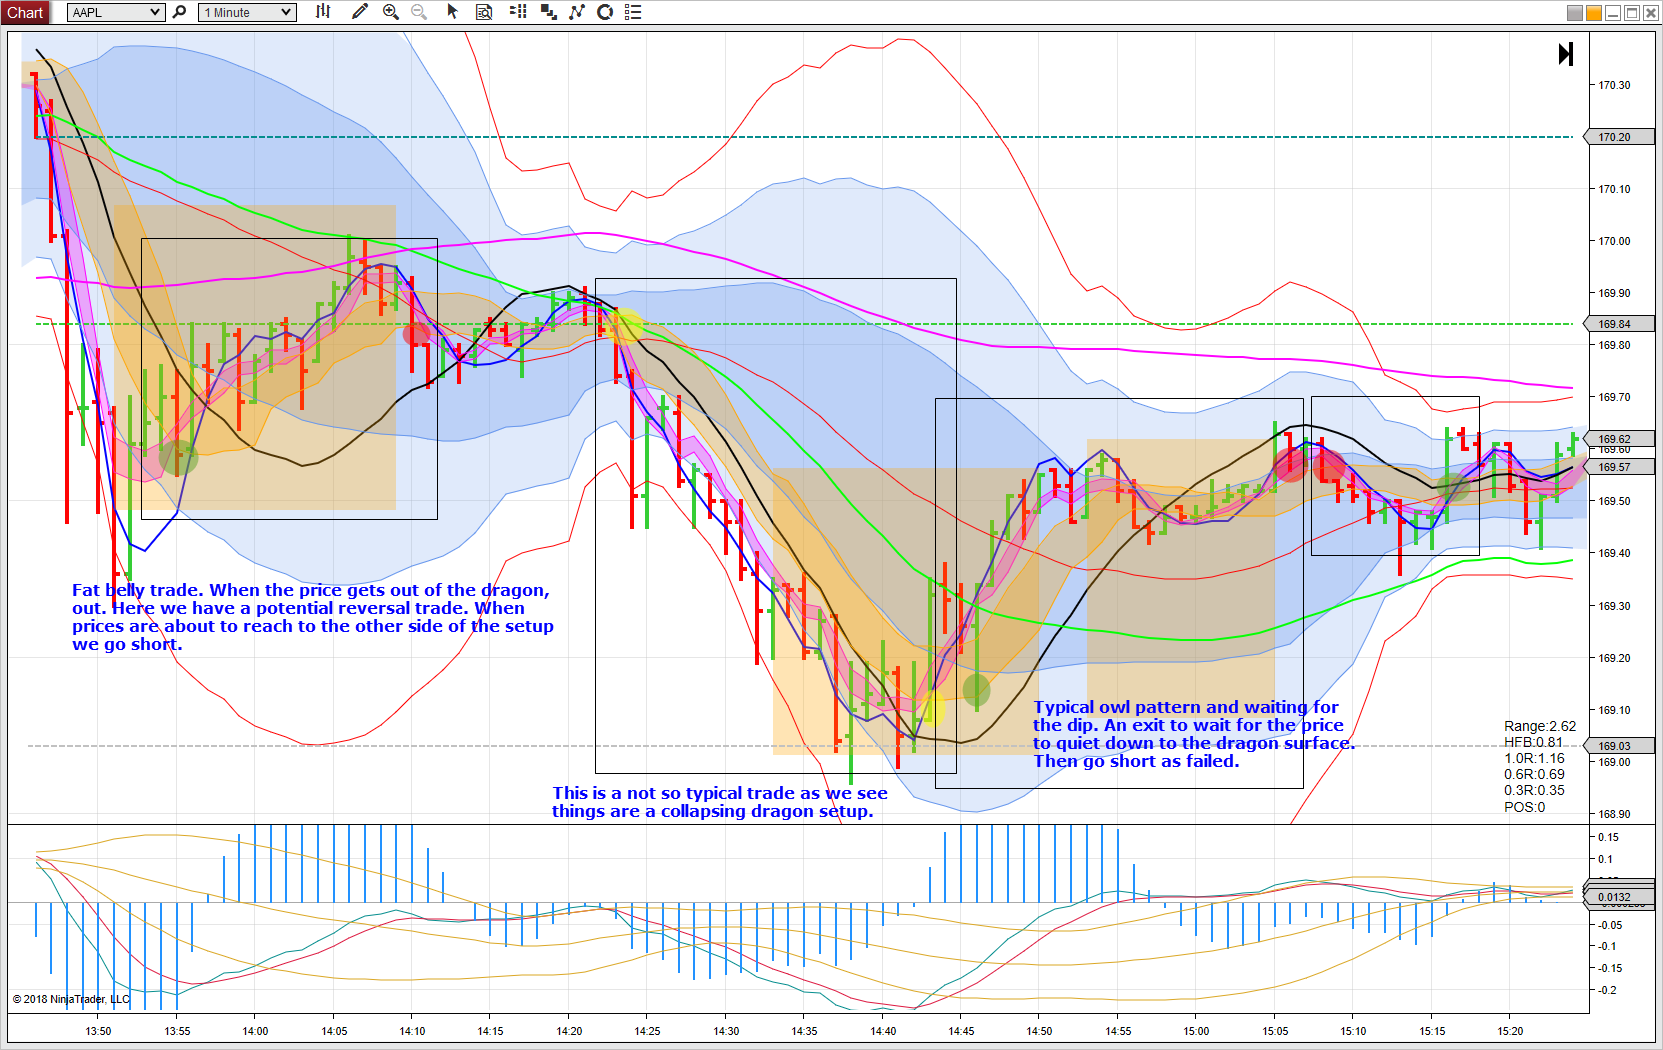 Chart
AAPL
1 Minute
170.30
170.20
170.10
170.00
169.90
169.84
169.80
169.70
169.62
169.60
169.57
169.50
169.40
169.30
169.20
169.10
169.03
169.00
168.90
Fat belly trade. When the price gets out of the dragon,
out. Here we have a potential reversal trade. When
prices are about to reach to the other side of the setup
we go short.
This is a not so typical trade as we see
things are a collapsing dragon setup.
Typical owl pattern and waiting for
the dip. An exit to wait for the price
to quiet down to the dragon surface.
Then go short as failed.
Range:2.62
HFB:0.81
1.0R:1.16
0.6R:0.69
0.3R:0.35
POS:0
0.15
0.1
0.0132
-0.05
-0.1
-0.15
-0.2
© 2018 NinjaTrader, LLC
13:50 13:55 14:00 14:05 14:10 14:15 14:20 14:25 14:30 14:35 14:40 14:45 14:50 14:55 15:00 15:05 15:10 15:15 15:20